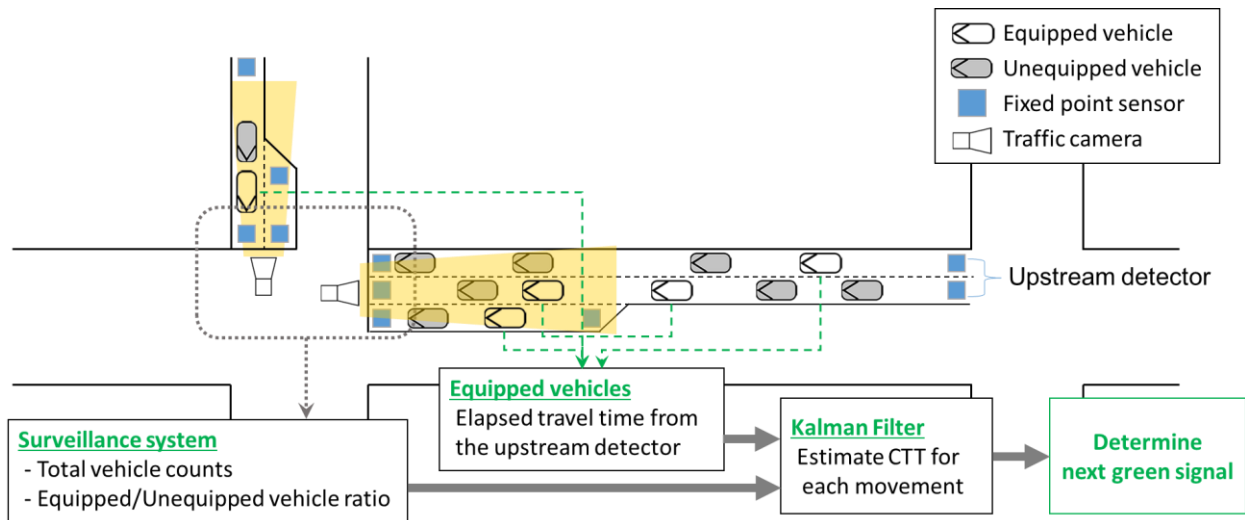 Equipped vehicle
Unequipped vehicle
Fixed point sensor
Traffic camera
Upstream detector
Equipped vehicles
Elapsed travel time from
the upstream detector
Surveillance system
- Total vehicle counts
- Equipped/Unequipped vehicle ratio
Kalman Filter
Estimate CTT for
each movement
Determine
next green signal